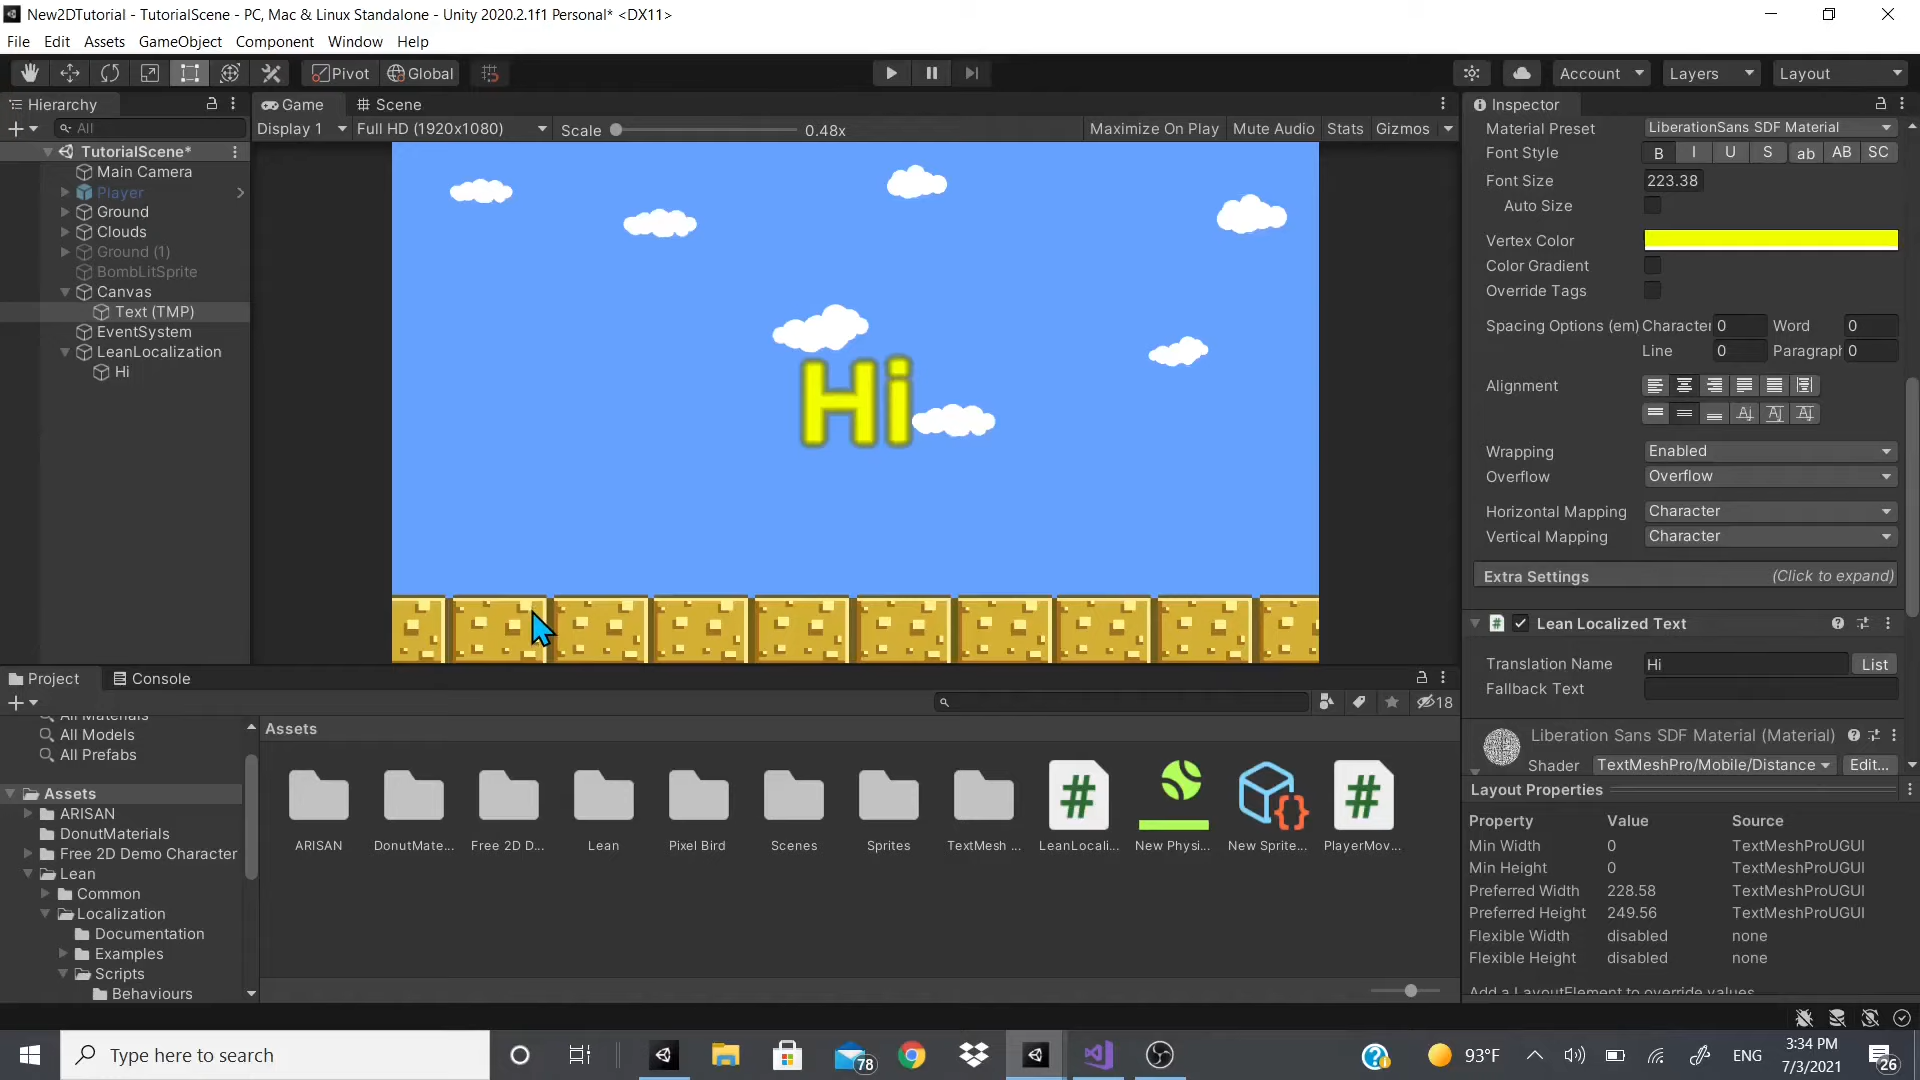 New2DTutorial - TutorialScene - PC, Mac & Linux Standalone - Unity 2020.2.1f1 Personal* <DX11>
File Edit Assets GameObject Component Window Help
Pivot Global Account Layers Layout
Hierarchy
All
TutorialScene*
Main Camera
Player
Ground
Clouds
Ground (1)
BombLitSprite
Canvas
Text (TMP)
EventSystem
LeanLocalization
Hi
Game Scene
Display 1 Full HD (1920x1080) Scale 0.48x Maximize On Play Mute Audio Stats Gizmos
Hi
Inspector
Material Preset LiberationSans SDF Material
Font Style B I U S ab AB SC
Font Size 223.38
Auto Size
Vertex Color
Color Gradient
Override Tags
Spacing Options (em) Character 0 Word 0
Line 0 Paragraph 0
Alignment
Wrapping Enabled
Overflow Overflow
Horizontal Mapping Character
Vertical Mapping Character
Extra Settings (Click to expand)
# Lean Localized Text
Translation Name Hi List
Fallback Text
Liberation Sans SDF Material (Material)
Shader TextMeshPro/Mobile/Distance Edit...
Layout Properties
Property Value Source
Min Width 0 TextMeshProUGUI
Min Height 0 TextMeshProUGUI
Preferred Width 228.58 TextMeshProUGUI
Preferred Height 249.56 TextMeshProUGUI
Flexible Width disabled none
Flexible Height disabled none
Add a LayoutElement to override values
Project Console
18
All Materials
All Models
All Prefabs
Assets
ARISAN
DonutMaterials
Free 2D Demo Character
Lean
Common
Localization
Documentation
Examples
Scripts
Behaviours
Assets
# {} #
ARISAN DonutMate... Free 2D D... Lean Pixel Bird Scenes Sprites TextMesh ... LeanLocali... New Physi... New Sprite... PlayerMov...
Type here to search
78
93°F ENG
3:34 PM
7/3/2021
26